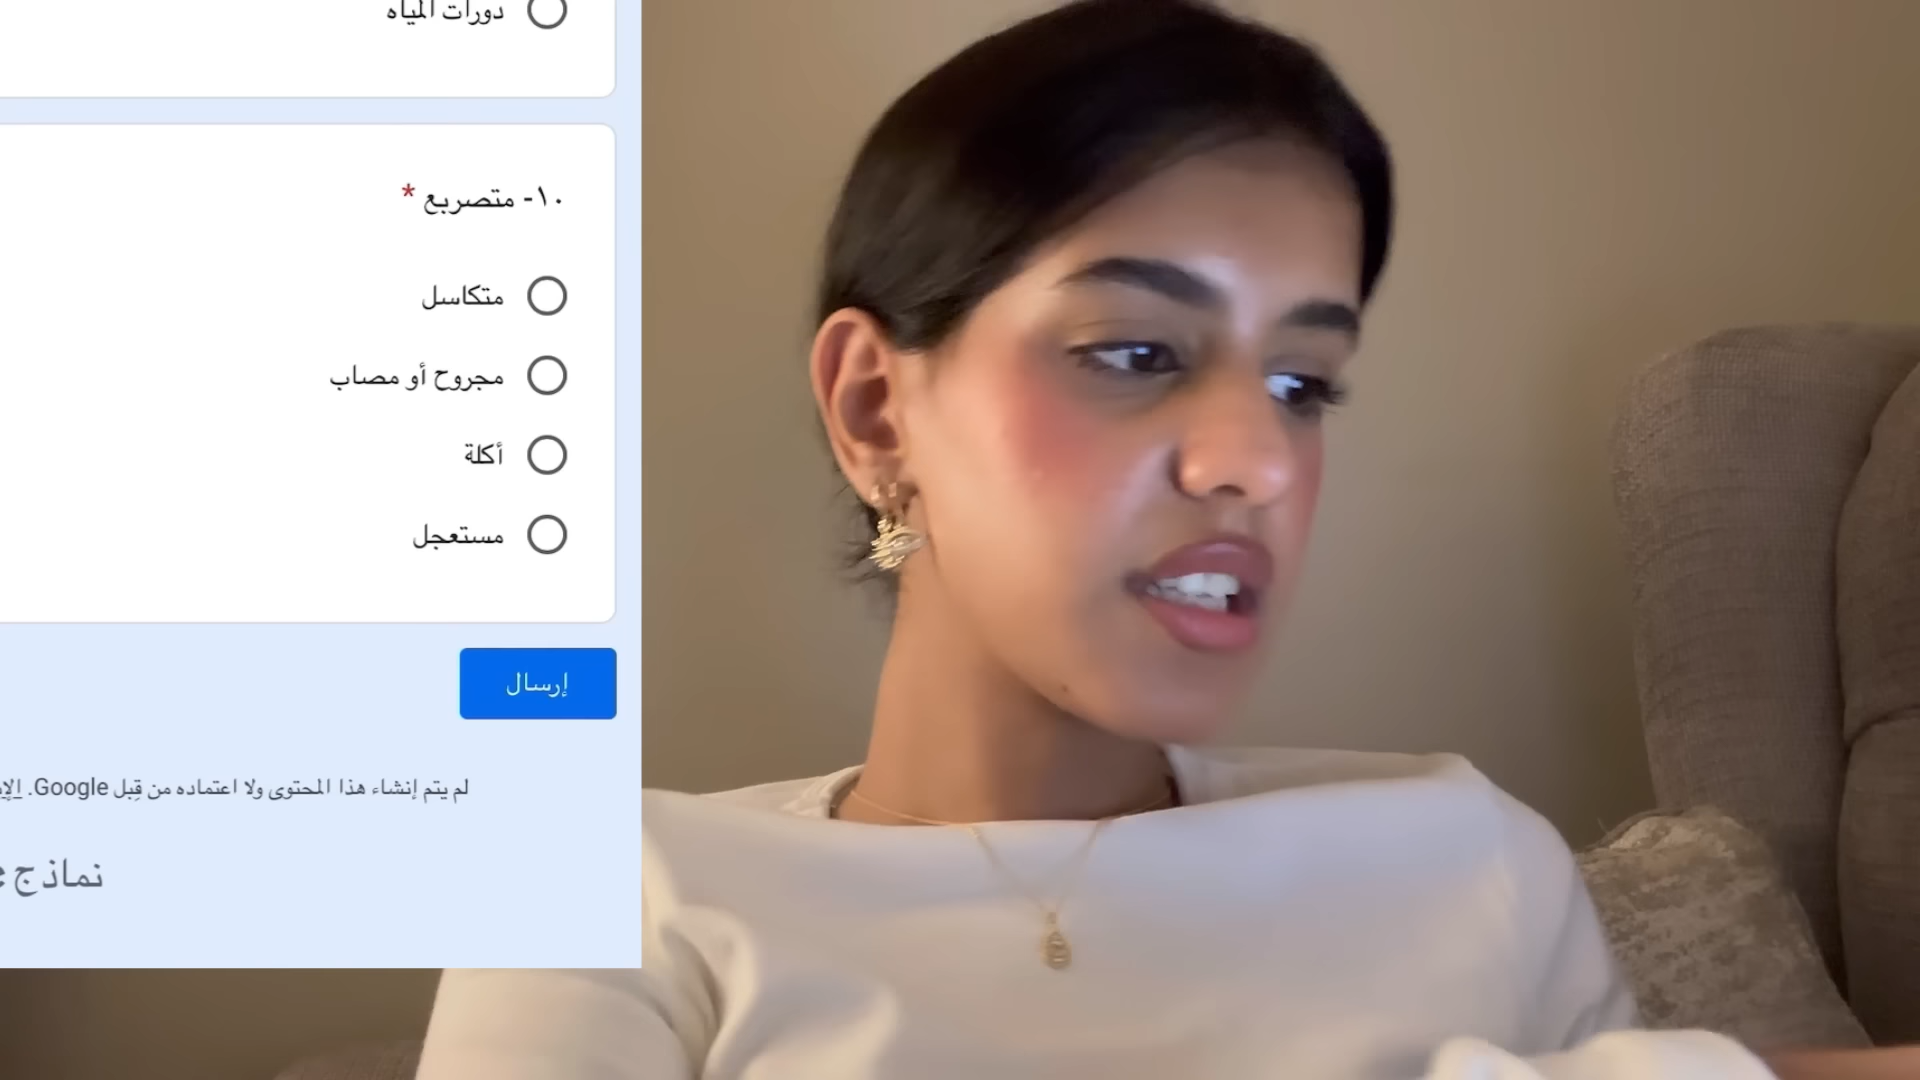 دورات المياه
١٠- متصربع *
متكاسل
مجروح أو مصاب
أكلة
مستعجل
إرسال
لم يتم إنشاء هذا المحتوى ولا اعتماده من قِبل Google.
نماذج